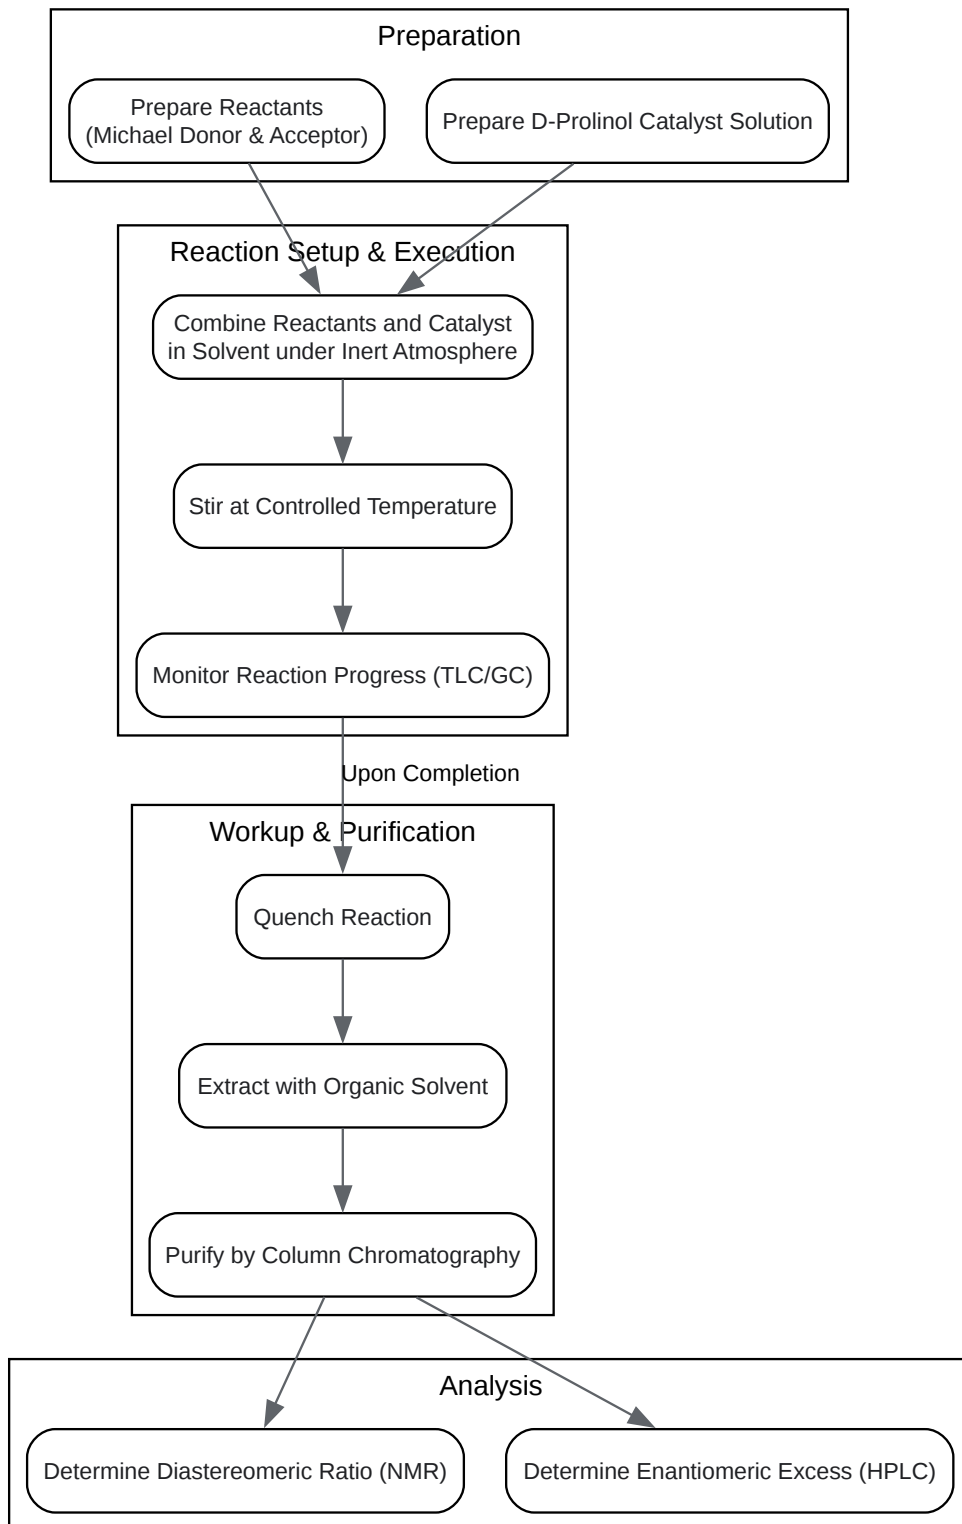 Preparation
Prepare Reactants
(Michael Donor & Acceptor)
Prepare D-Prolinol Catalyst Solution
Reaction Setup & Execution
Combine Reactants and Catalyst
in Solvent under Inert Atmosphere
Stir at Controlled Temperature
Monitor Reaction Progress (TLC/GC)
Upon Completion
Workup & Purification
Quench Reaction
Extract with Organic Solvent
Purify by Column Chromatography
Analysis
Determine Diastereomeric Ratio (NMR)
Determine Enantiomeric Excess (HPLC)